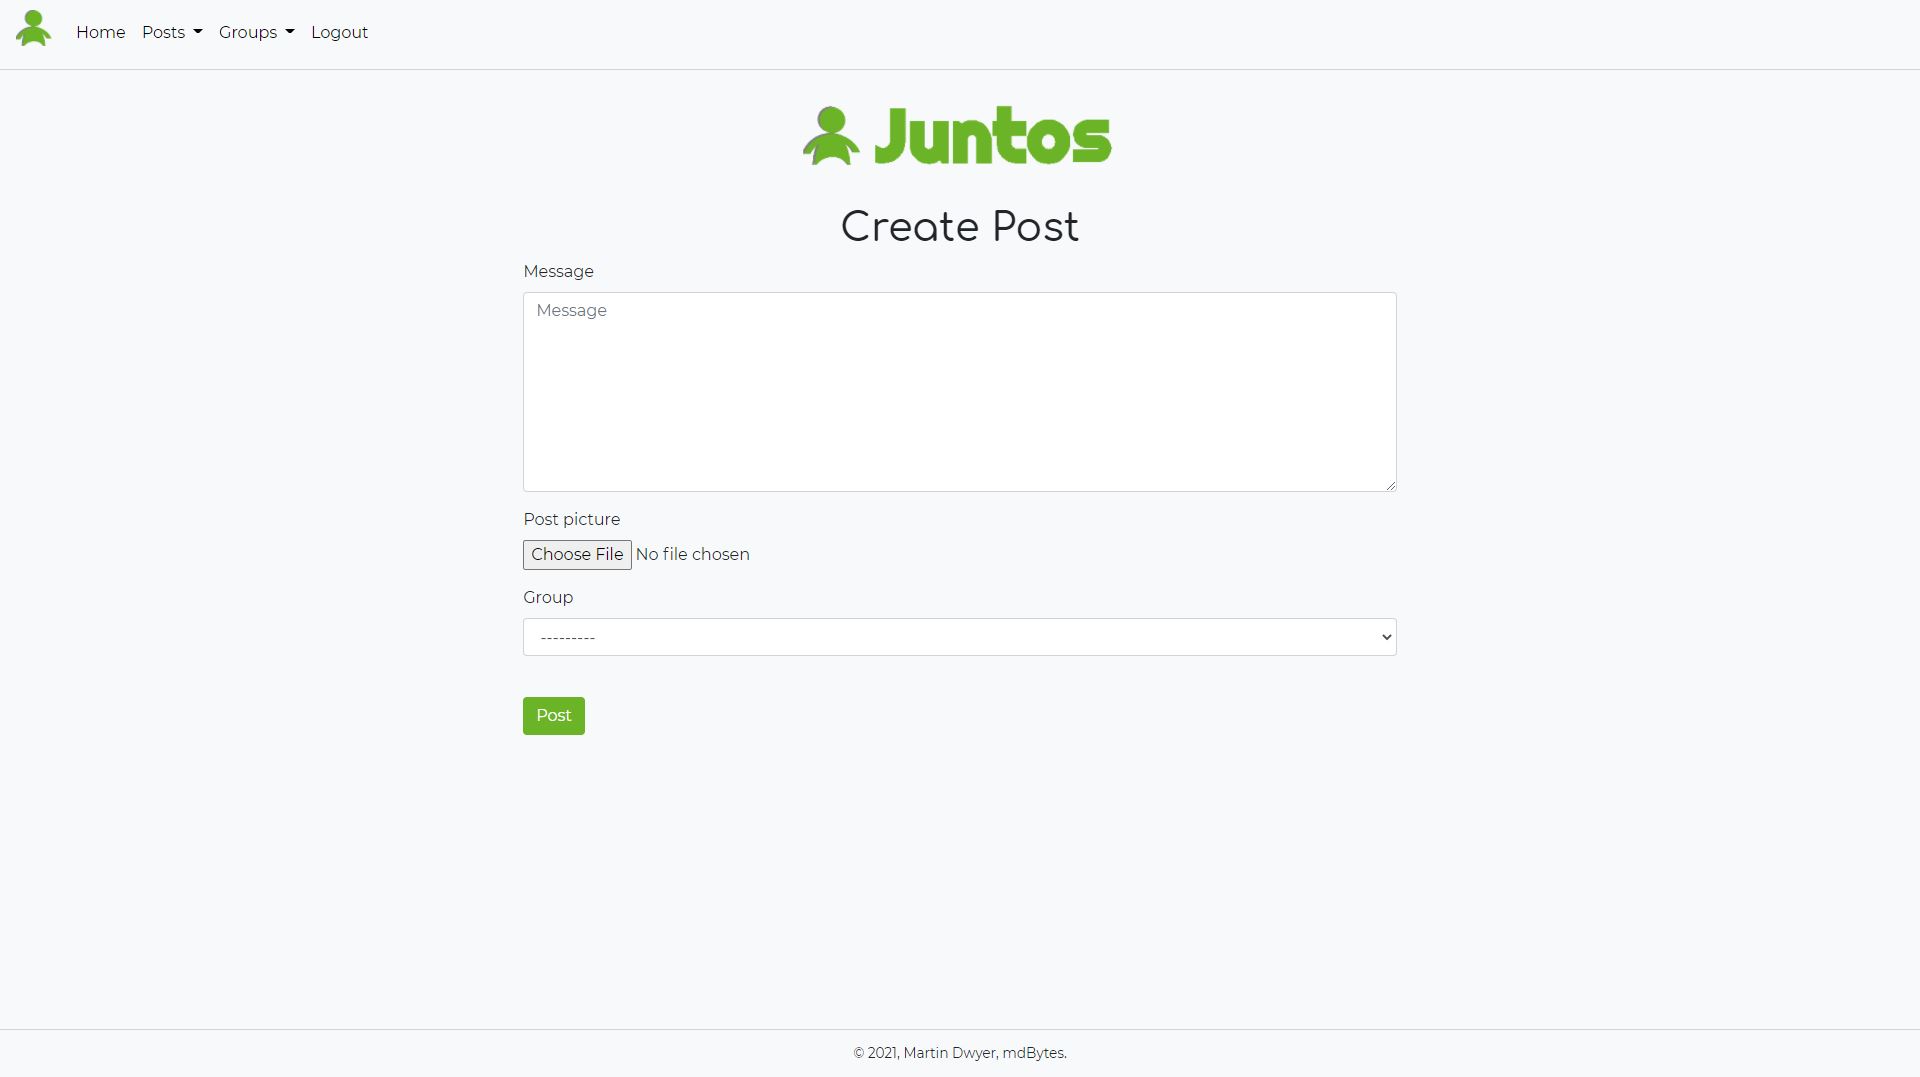 Home Posts Groups Logout
Juntos
Create Post
Message
Message
Post picture
Choose File No file chosen
Group
---------
Post
© 2021, Martin Dwyer, mdBytes.